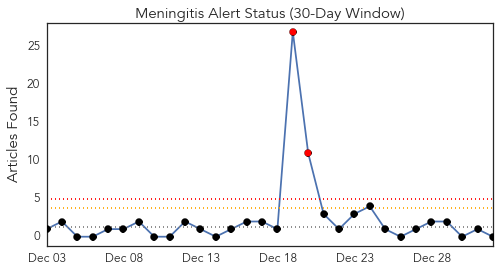 Meningitis Alert Status (30-Day Window)
Articles Found
25
20
15
10
5
0
Dec 03 Dec 08 Dec 13 Dec 18 Dec 23 Dec 28